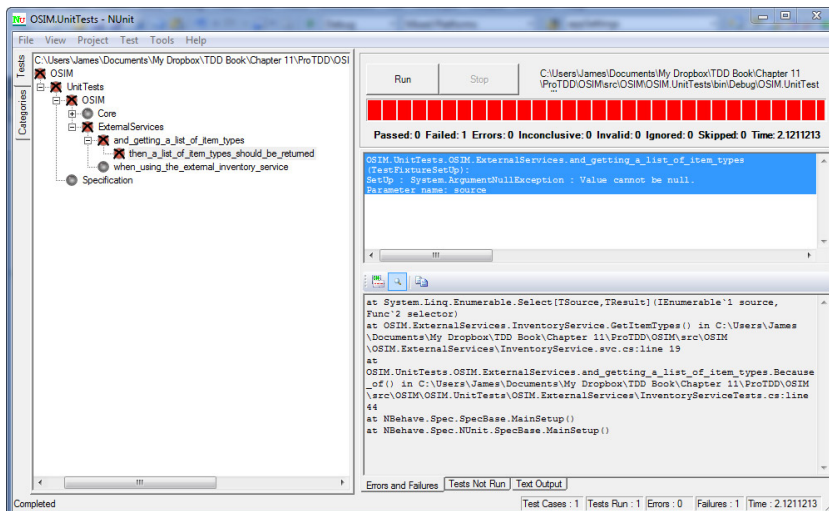 OSIM.UnitTests - NUnit
File View Project Test Tools Help
Tests
Categories
C:\Users\James\Documents\My Dropbox\TDD Book\Chapter 11\ProTDD\OSI
OSIM
UnitTests
OSIM
Core
ExternalServices
and_getting_a_list_of_item_types
then_a_list_of_item_types_should_be_returned
when_using_the_external_inventory_service
Specification
Run
Stop
C:\Users\James\Documents\My Dropbox\TDD Book\Chapter 11
\ProTDD\OSIM\src\OSIM\OSIM.UnitTests\bin\Debug\OSIM.UnitTest
Passed: 0 Failed: 1 Errors: 0 Inconclusive: 0 Invalid: 0 Ignored: 0 Skipped: 0 Time: 2.1211213
OSIM.UnitTests.OSIM.ExternalServices.and_getting_a_list_of_item_types
(TestFixtureSetUp):
SetUp : System.ArgumentNullException : Value cannot be null.
Parameter name: source
at System.Linq.Enumerable.Select[TSource,TResult](IEnumerable`1 source,
Func`2 selector)
at OSIM.ExternalServices.InventoryService.GetItemTypes() in C:\Users\James
\Documents\My Dropbox\TDD Book\Chapter 11\ProTDD\OSIM\src\OSIM
\OSIM.ExternalServices\InventoryService.svc.cs:line 19
at
OSIM.UnitTests.OSIM.ExternalServices.and_getting_a_list_of_item_types.Because
_of() in C:\Users\James\Documents\My Dropbox\TDD Book\Chapter 11\ProTDD\OSIM
\src\OSIM\OSIM.UnitTests\OSIM.ExternalServices\InventoryServiceTests.cs:line
44
at NBehave.Spec.SpecBase.MainSetup()
at NBehave.Spec.NUnit.SpecBase.MainSetup()
Errors and Failures Tests Not Run Text Output
Completed
Test Cases : 1 Tests Run : 1 Errors : 0 Failures : 1 Time : 2.1211213